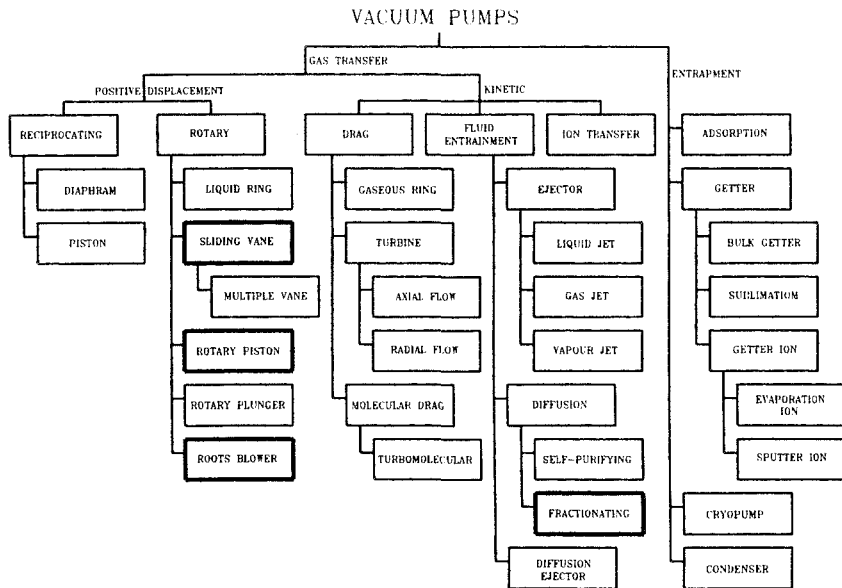 VACUUM PUMPS
GAS TRANSFER
ENTRAPMENT
POSITIVE DISPLACEMENT
KINETIC
RECIPROCATING
ROTARY
DRAG
FLUID
ENTRAINMENT
ION TRANSFER
ADSORPTION
DIAPHRAM
LIQUID RING
GASEOUS RING
EJECTOR
GETTER
PISTON
SLIDING VANE
TURBINE
LIQUID JET
BULK GETTER
MULTIPLE VANE
AXIAL FLOW
GAS JET
SUBLIMATIOM
ROTARY PISTON
RADIAL FLOW
VAPOUR JET
GETTER ION
ROTARY PLUNGER
MOLECULAR DRAG
DIFFUSION
EVAPORATION
ION
ROOTS BLOWER
TURBOMOLECULAR
SELF-PURIFYING
SPUTTER ION
FRACTIONATING
CRYOPUMP
DIFFUSION
EJECTOR
CONDENSER